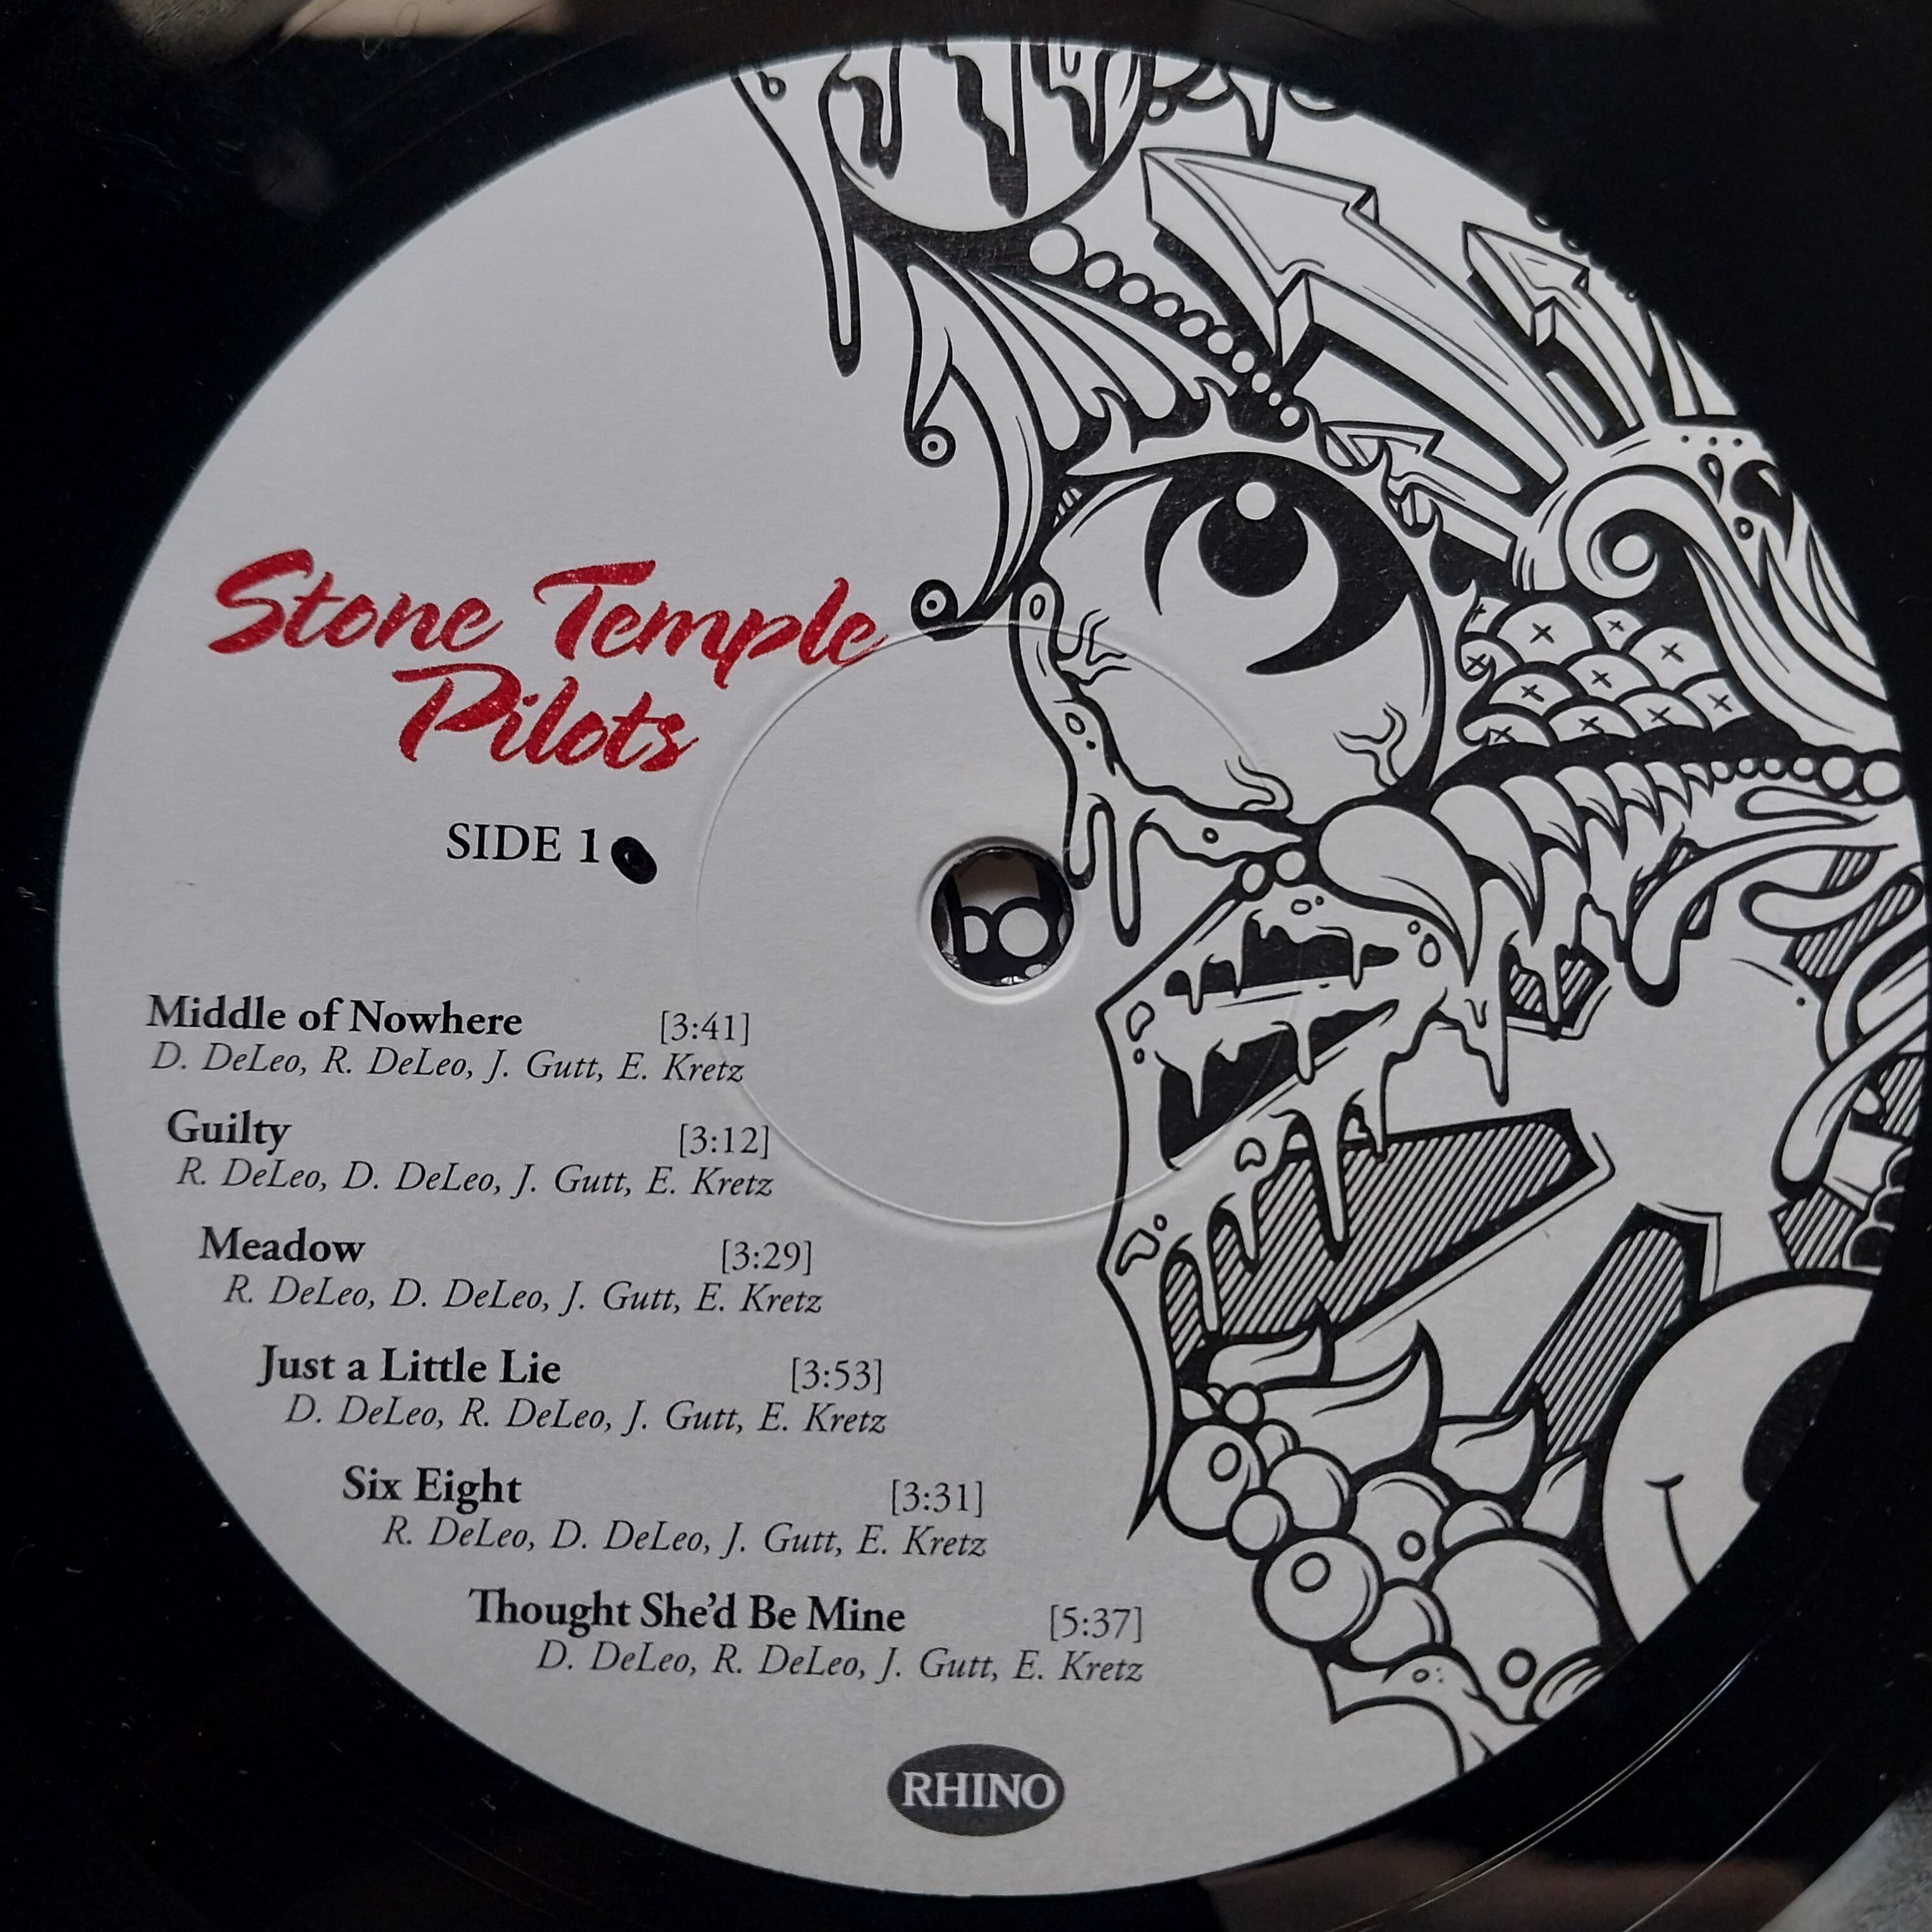 Stone Temple
Pilots
SIDE 1
Middle of Nowhere [3:41]
D. DeLeo, R. DeLeo, J. Gutt, E. Kretz
Guilty [3:12]
R. DeLeo, D. DeLeo, J. Gutt, E. Kretz
Meadow [3:29]
R. DeLeo, D. DeLeo, J. Gutt, E. Kretz
Just a Little Lie [3:53]
D. DeLeo, R. DeLeo, J. Gutt, E. Kretz
Six Eight [3:31]
R. DeLeo, D. DeLeo, J. Gutt, E. Kretz
Thought She’d Be Mine [5:37]
D. DeLeo, R. DeLeo, J. Gutt, E. Kretz
RHINO